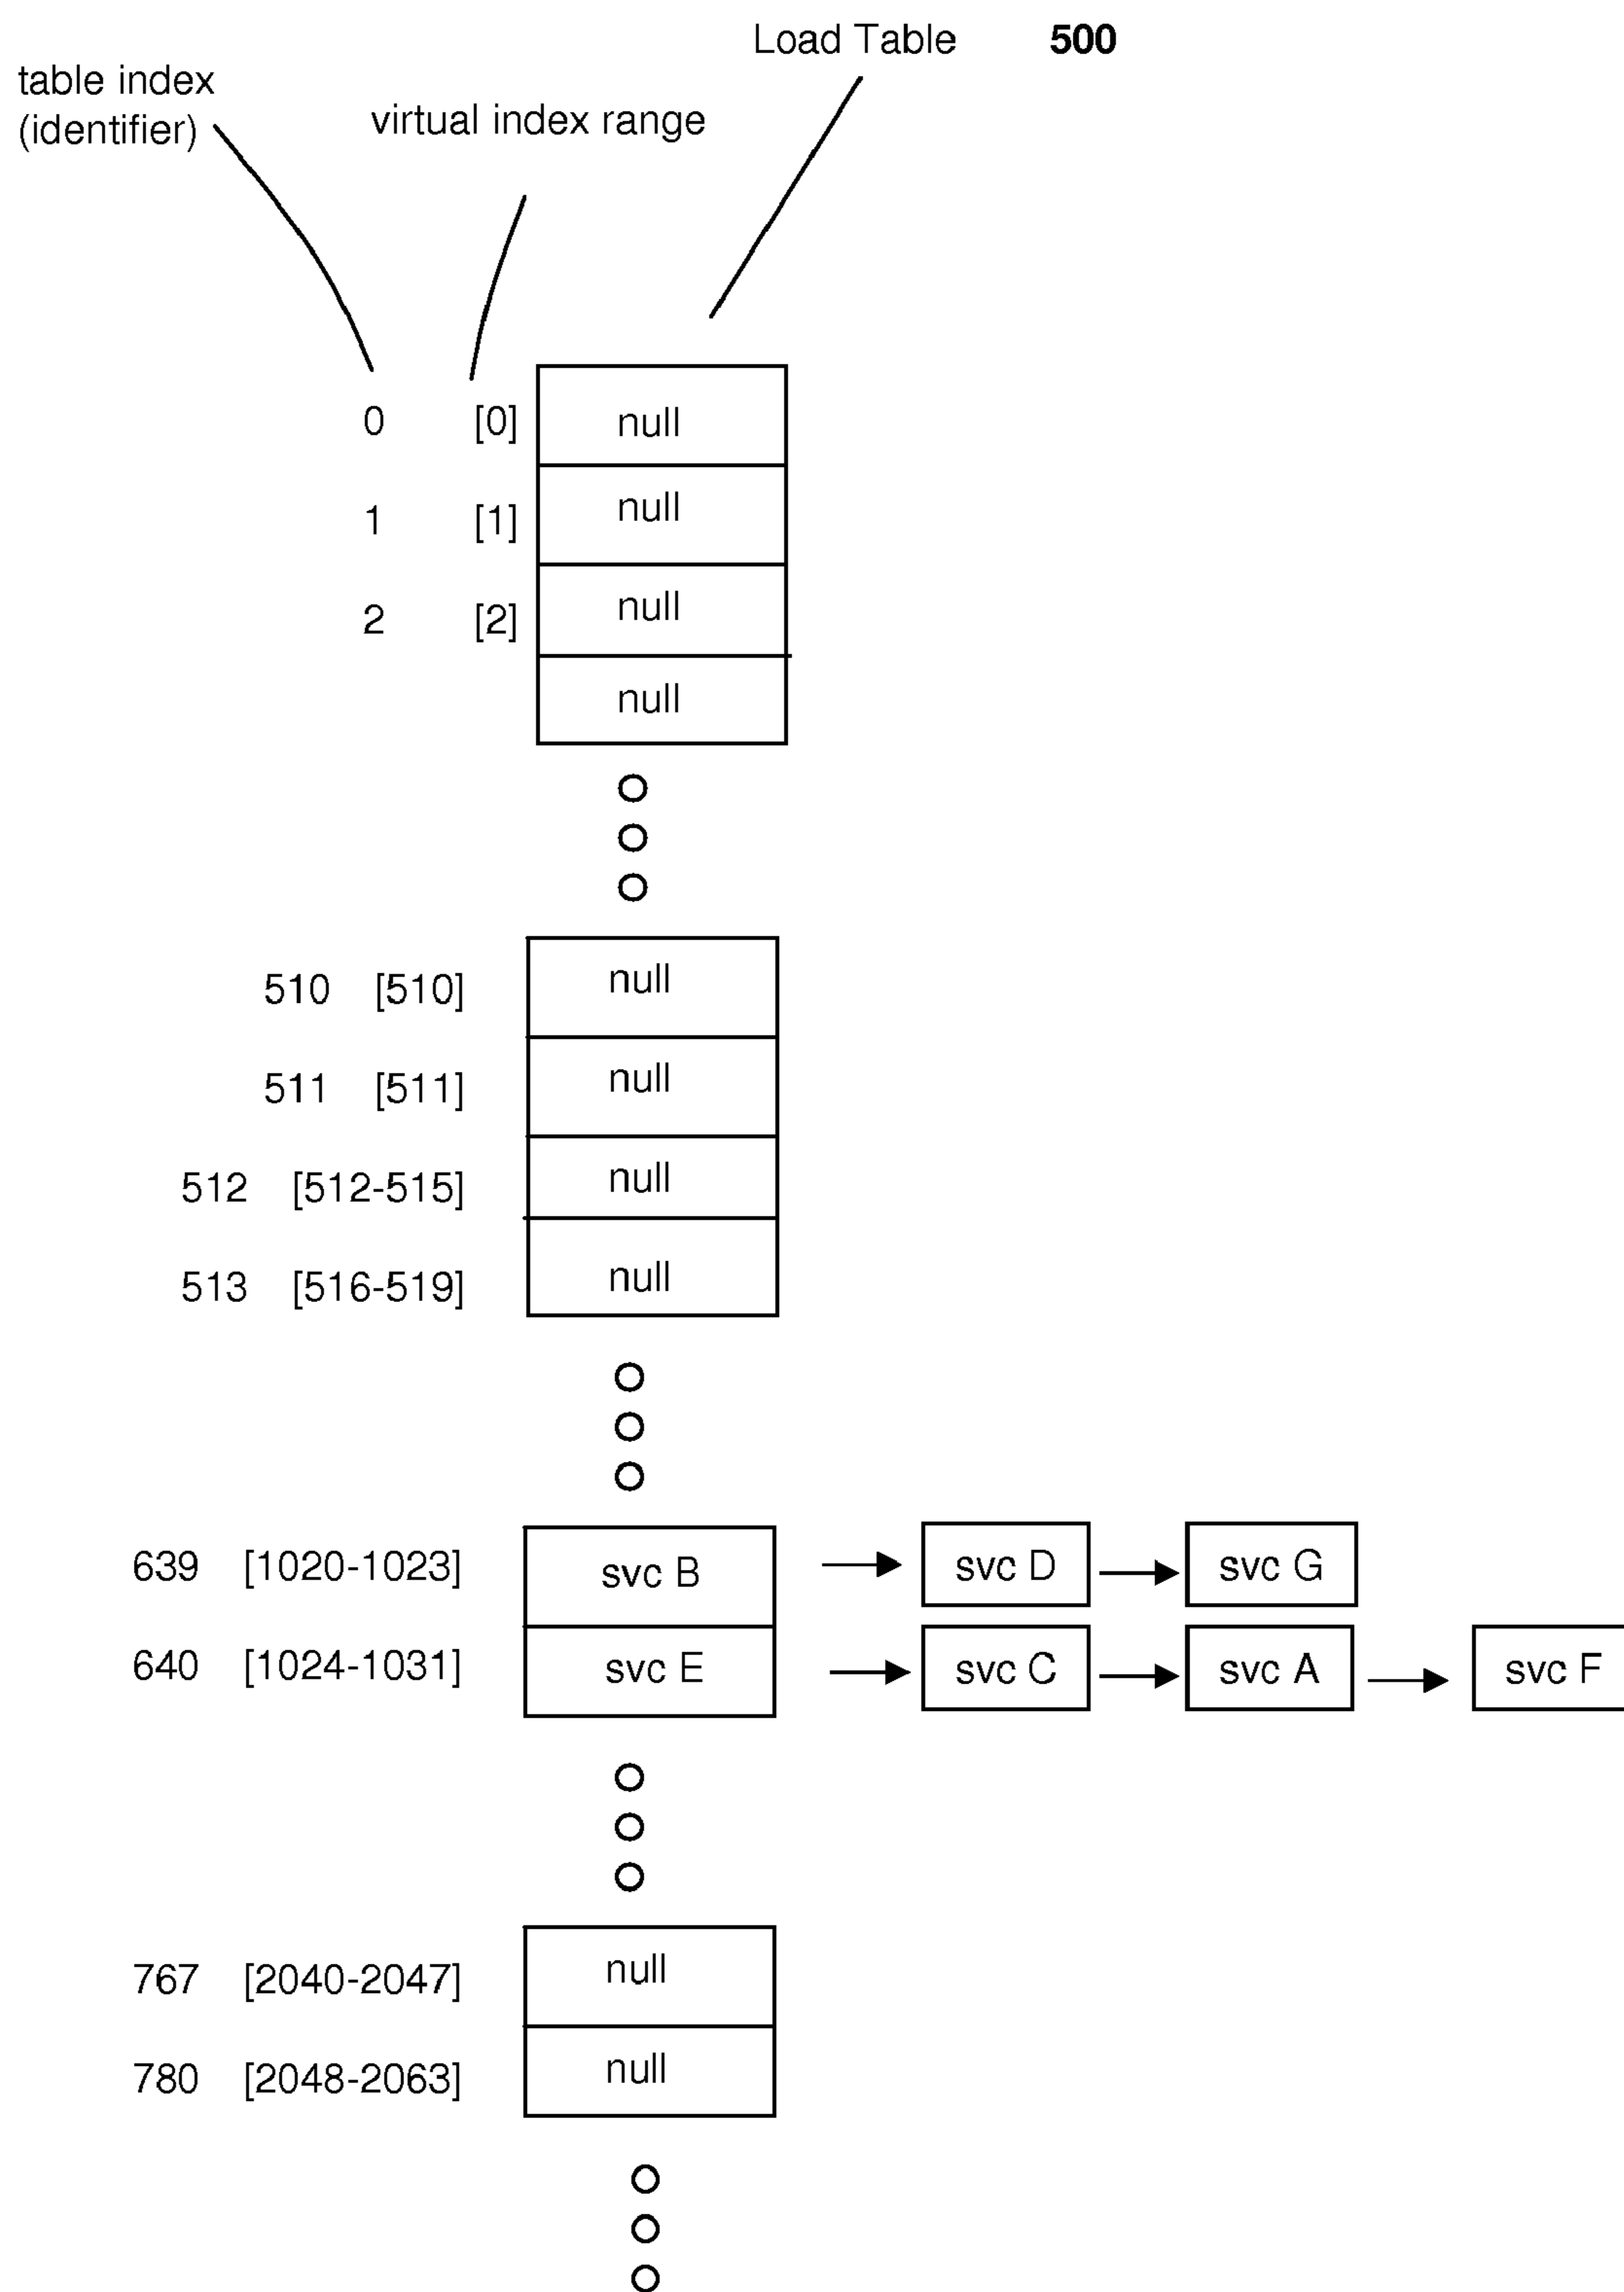 Load Table 500
table index
(identifier)
virtual index range
0 [0] null
1 [1] null
2 [2] null
null
510 [510] null
511 [511] null
512 [512-515] null
513 [516-519] null
639 [1020-1023] svc B svc D svc G
640 [1024-1031] svc E svc C svc A svc F
767 [2040-2047] null
780 [2048-2063] null